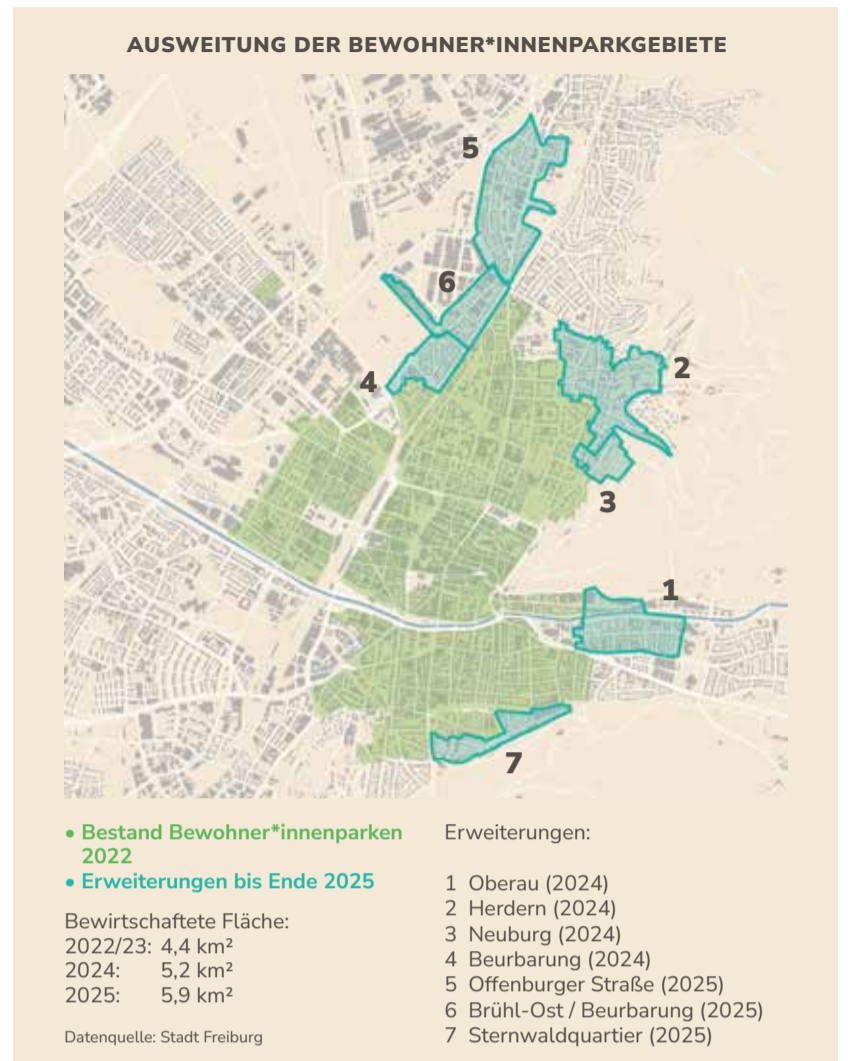 AUSWEITUNG DER BEWOHNER*INNENPARKGEBIETE
5
6
4
2
3
1
7
• Bestand Bewohner*innenparken
2022
• Erweiterungen bis Ende 2025
Bewirtschaftete Fläche:
2022/23: 4,4 km²
2024: 5,2 km²
2025: 5,9 km²
Datenquelle: Stadt Freiburg
Erweiterungen:
1 Oberau (2024)
2 Herdern (2024)
3 Neuburg (2024)
4 Beurbarung (2024)
5 Offenburger Straße (2025)
6 Brühl-Ost / Beurbarung (2025)
7 Sternwaldquartier (2025)